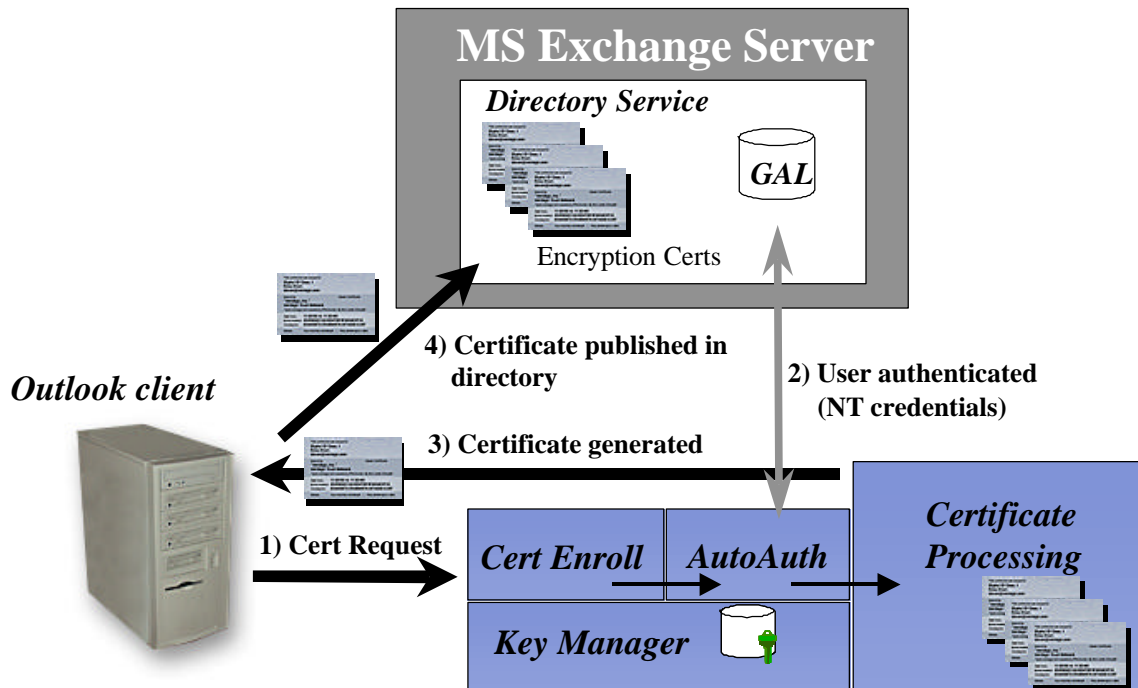 MS Exchange Server
Directory Service
GAL
Encryption Certs
4) Certificate published in
directory
2) User authenticated
(NT credentials)
Outlook client
3) Certificate generated
1) Cert Request
Cert Enroll
AutoAuth
Certificate
Processing
Key Manager